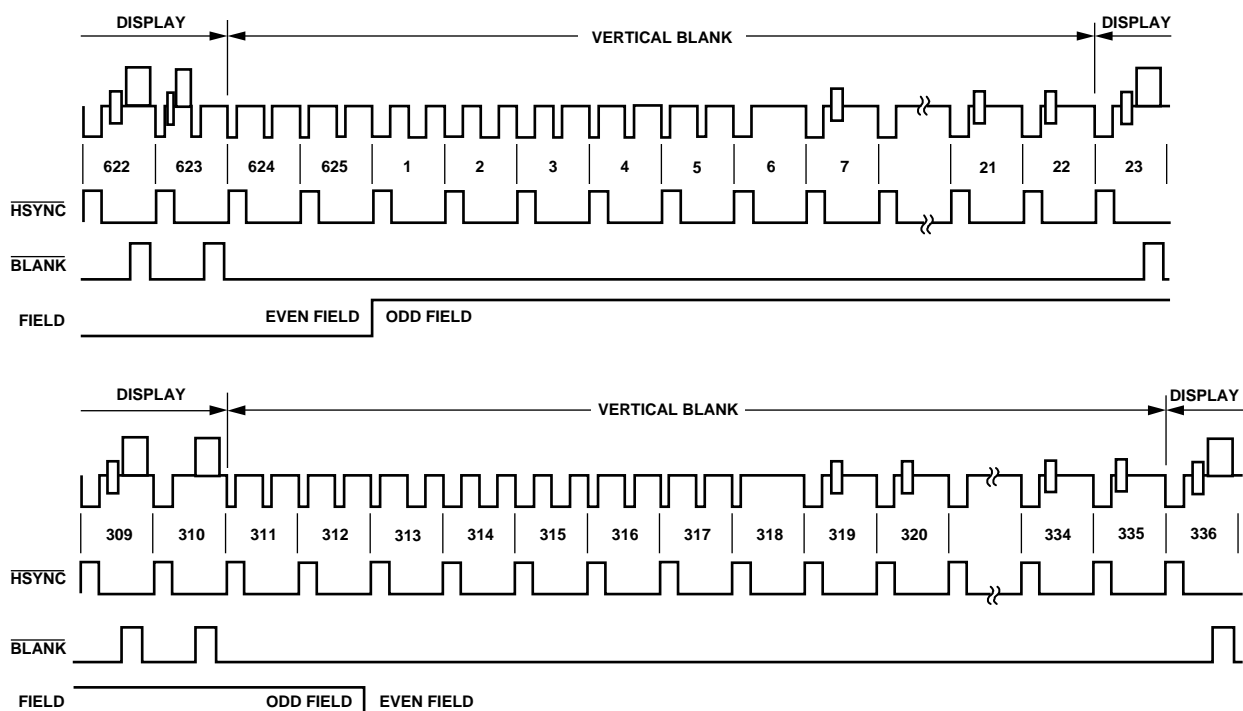 DISPLAY VERTICAL BLANK DISPLAY
622 623 624 625 1 2 3 4 5 6 7 21 22 23
HSYNC
BLANK
FIELD EVEN FIELD ODD FIELD
DISPLAY VERTICAL BLANK DISPLAY
309 310 311 312 313 314 315 316 317 318 319 320 334 335 336
HSYNC
BLANK
FIELD ODD FIELD EVEN FIELD